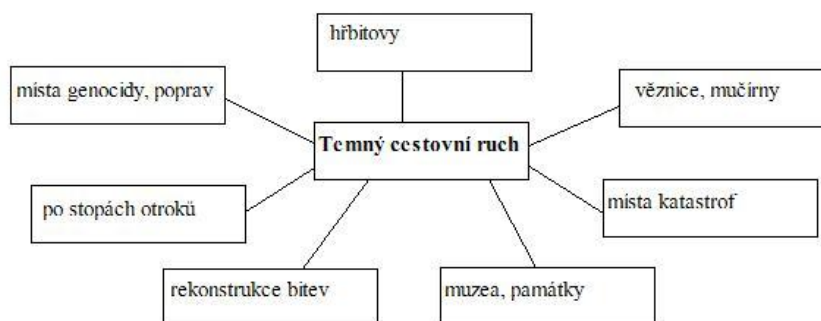 hřbitovy
místa genocidy, poprav
věznice, mučírny
Temný cestovní ruch
po stopách otroků
místa katastrof
rekonstrukce bitev
muzea, památky